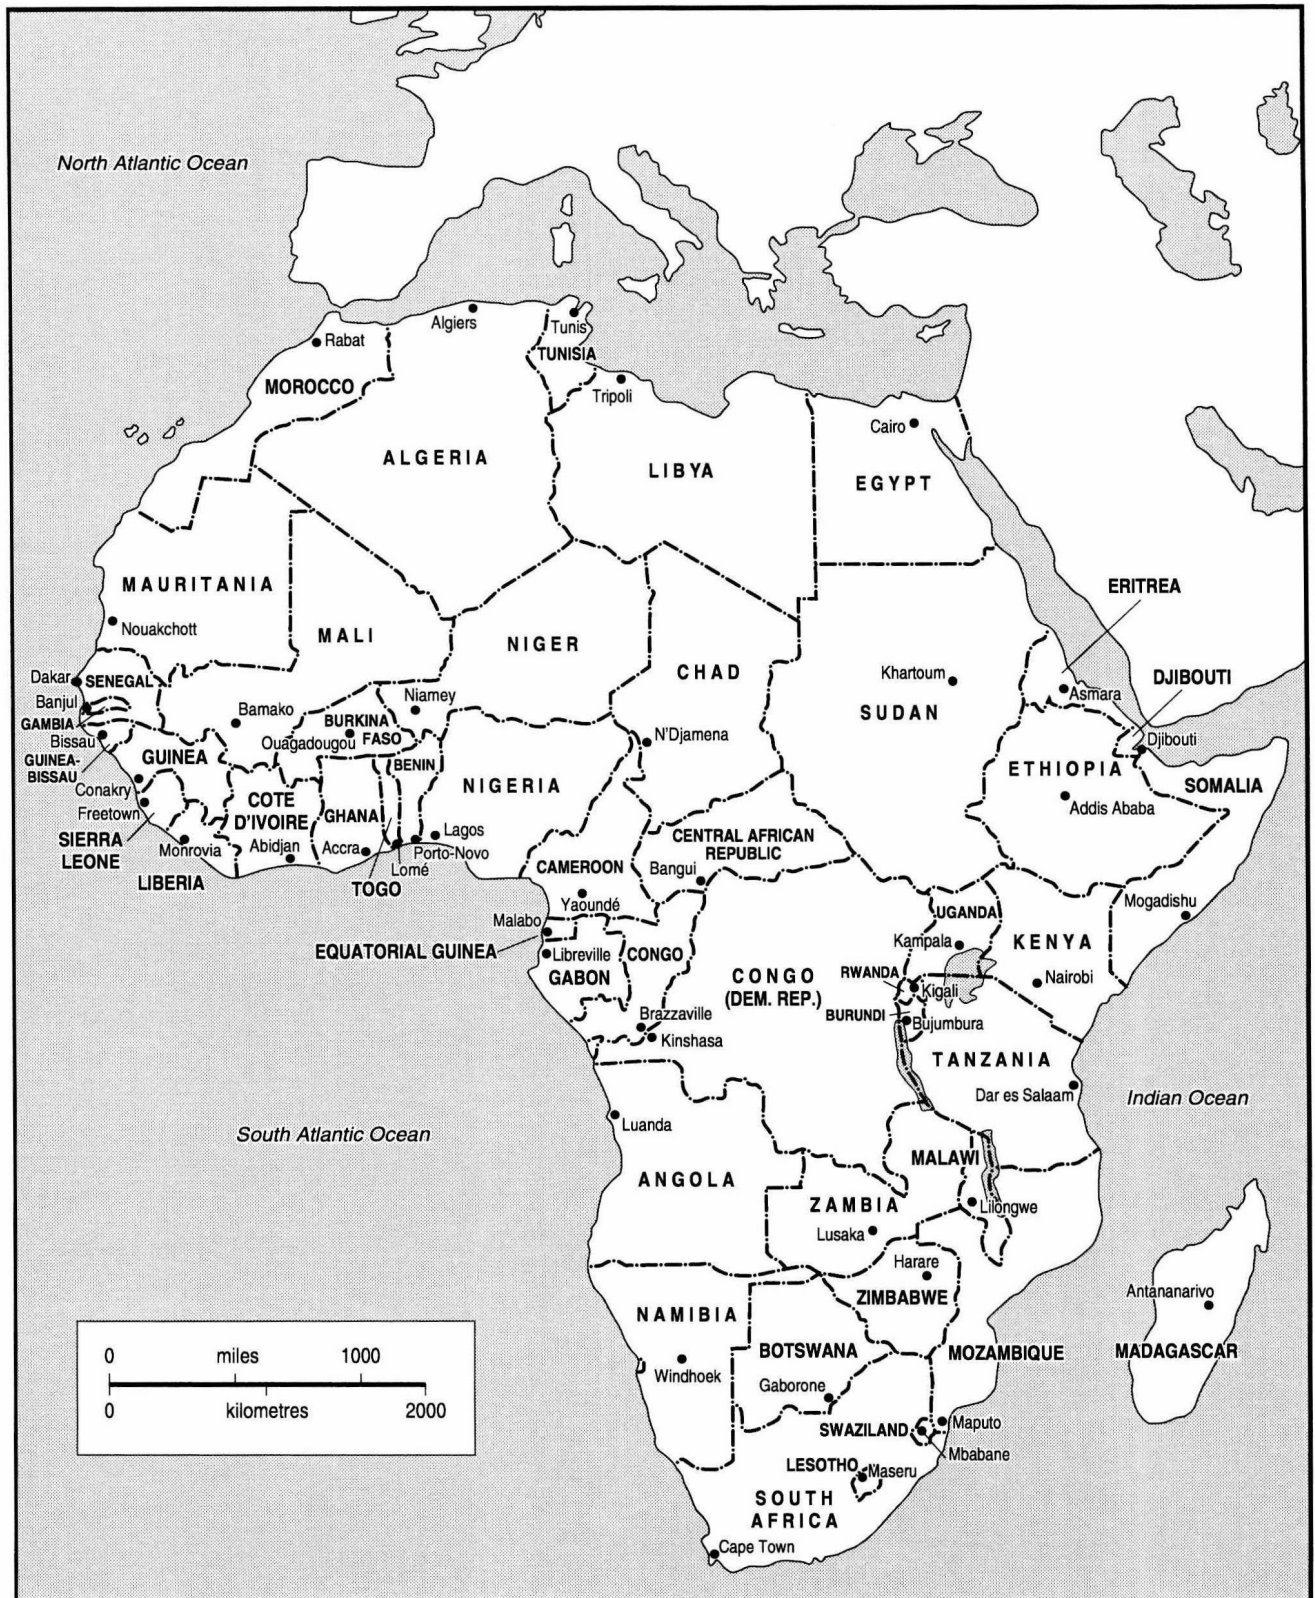 North Atlantic Ocean
Algiers
Tunis
Rabat
TUNISIA
MOROCCO
Tripoli
Cairo
ALGERIA
LIBYA
EGYPT
MAURITANIA
ERITREA
Nouakchott
MALI
NIGER
CHAD
Khartoum
DJIBOUTI
Dakar
SENEGAL
Asmara
Banjul
Niamey
GAMBIA
Bamako
BURKINA
FASO
SUDAN
Bissau
Ouagadougou
N'Djamena
Djibouti
GUINEA-
BISSAU
GUINEA
BENIN
ETHIOPIA
SOMALIA
Conakry
NIGERIA
COTE
D'IVOIRE
Addis Ababa
Freetown
GHANA
SIERRA
LEONE
Lagos
CENTRAL AFRICAN
REPUBLIC
Monrovia
Abidjan
Accra
Porto-Novo
Lomé
CAMEROON
Bangui
LIBERIA
TOGO
Yaoundé
Mogadishu
Malabo
UGANDA
EQUATORIAL GUINEA
Kampala
KENYA
Libreville
CONGO
GABON
CONGO
(DEM. REP.)
RWANDA
Kigali
Nairobi
Brazzaville
BURUNDI
Bujumbura
Kinshasa
TANZANIA
Dar es Salaam
Indian Ocean
Luanda
South Atlantic Ocean
MALAWI
ANGOLA
ZAMBIA
Lilongwe
Lusaka
Harare
Antananarivo
ZIMBABWE
NAMIBIA
BOTSWANA
MOZAMBIQUE
MADAGASCAR
0 miles 1000
Windhoek
Gaborone
0 kilometres 2000
SWAZILAND
Maputo
Mbabane
LESOTHO
Maseru
SOUTH
AFRICA
Cape Town